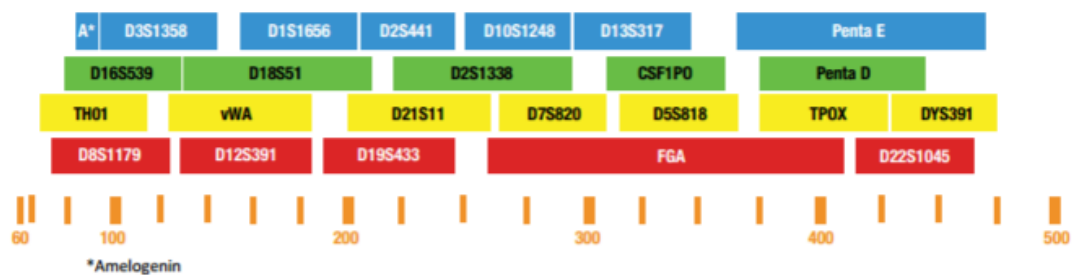 A* D3S1358 D1S1656 D2S441 D10S1248 D13S317 Penta E
D16S539 D18S51 D2S1338 CSF1PO Penta D
TH01 vWA D21S11 D7S820 D5S818 TPOX DYS391
D8S1179 D12S391 D19S433 FGA D22S1045
60 100 200 300 400 500
*Amelogenin